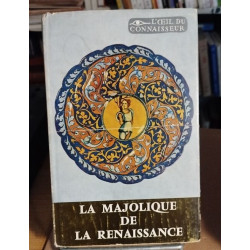 L'ŒIL DU
CONNAISSEUR
LA MAJOLIQUE
DE
LA RENAISSANCE